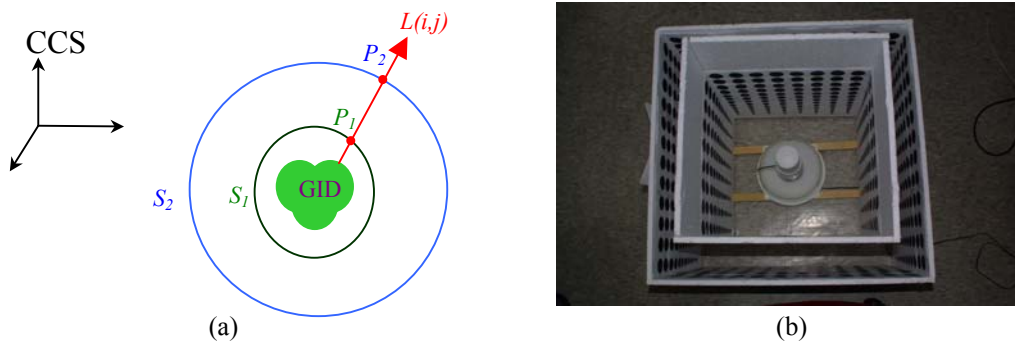 CCS
L(i,j)
P2
P1
GID
S2
S1
(a)
(b)